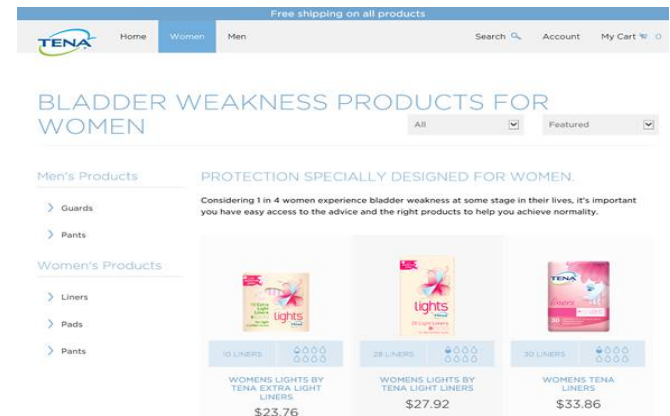 Free shipping on all products
TENA
Home
Women
Men
Search
Account
My Cart
0
BLADDER WEAKNESS PRODUCTS FOR
WOMEN
All
Featured
Men's Products
Guards
Pants
Women's Products
Liners
Pads
Pants
PROTECTION SPECIALLY DESIGNED FOR WOMEN.
Considering 1 in 4 women experience bladder weakness at some stage in their lives, it's important
you have easy access to the advice and the right products to help you achieve normality.
lights
10 LINERS
WOMENS LIGHTS BY
TENA EXTRA LIGHT
LINERS
$23.76
lights
28 LINERS
WOMENS LIGHTS BY
TENA LIGHT LINERS
$27.92
TENA
liners
30
30 LINERS
WOMENS TENA
LINERS
$33.86